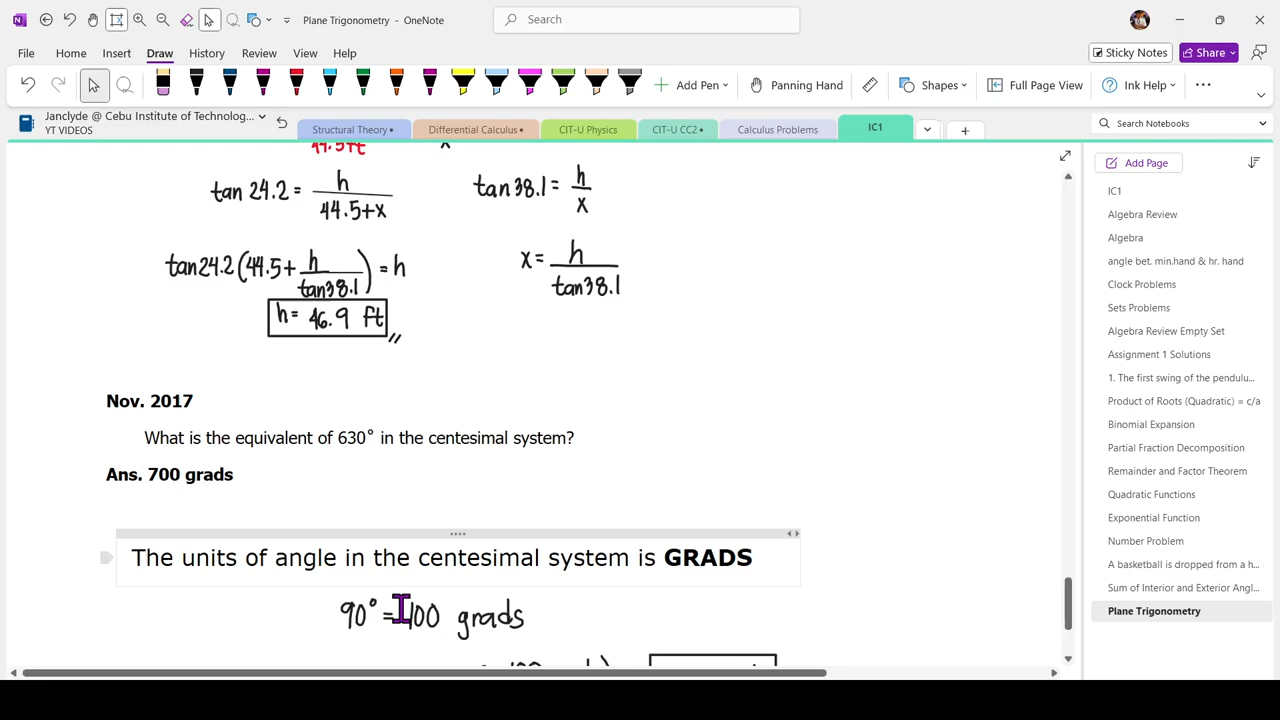 Plane Trigonometry - OneNote
Search
File Home Insert Draw History Review View Help
Sticky Notes
Share
Add Pen
Panning Hand
Shapes
Full Page View
Ink Help
Janclyde @ Cebu Institute of Technolog...
YT VIDEOS
Structural Theory
Differential Calculus
CIT-U Physics
CIT-U CC2
Calculus Problems
IC1
Search Notebooks
Add Page
IC1
Algebra Review
Algebra
angle bet. min.hand & hr. hand
Clock Problems
Sets Problems
Algebra Review Empty Set
Assignment 1 Solutions
1. The first swing of the pendulu...
Product of Roots (Quadratic) = c/a
Binomial Expansion
Partial Fraction Decomposition
Remainder and Factor Theorem
Quadratic Functions
Exponential Function
Number Problem
A basketball is dropped from a h...
Sum of Interior and Exterior Angl...
Plane Trigonometry
44.5ft x
tan 24.2 = h / 44.5+x
tan 38.1 = h / x
tan24.2 (44.5 + h / tan38.1) = h
x = h / tan38.1
h = 46.9 ft //
Nov. 2017
What is the equivalent of 630° in the centesimal system?
Ans. 700 grads
The units of angle in the centesimal system is GRADS
90° = 100 grads